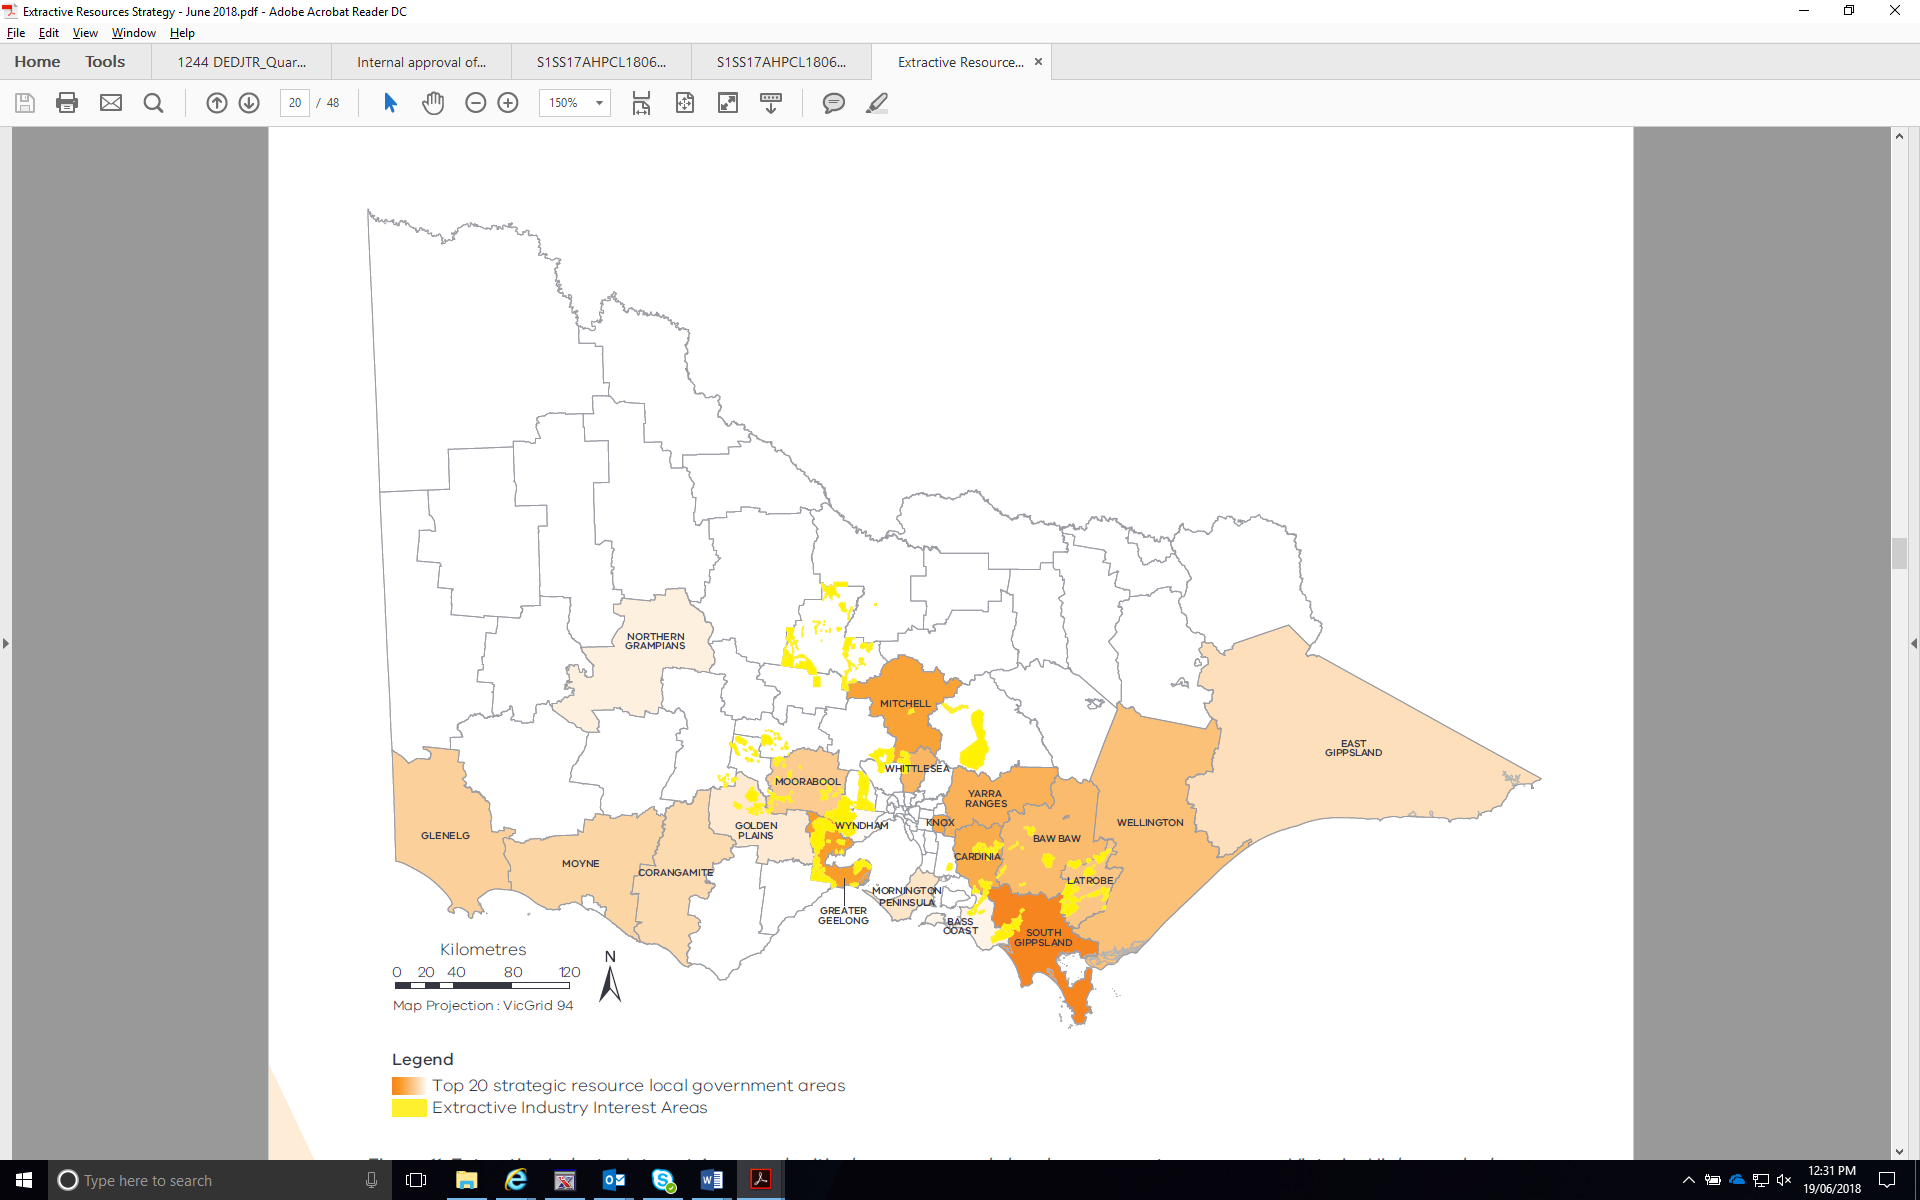 Extractive Resources Strategy - June 2018.pdf - Adobe Acrobat Reader DC
File Edit View Window Help
Home Tools 1244 DEDJTR_Quar... Internal approval of... S1SS17AHPCL1806... S1SS17AHPCL1806... Extractive Resource...
20 / 48 150%
NORTHERN
GRAMPIANS
MITCHELL
EAST
GIPPSLAND
WHITTLESEA
MOORABOOL
YARRA
RANGES
GOLDEN
PLAINS
WYNDHAM
KNOX
WELLINGTON
GLENELG
BAW BAW
CARDINIA
MOYNE
CORANGAMITE
LATROBE
MORNINGTON
PENINSULA
GREATER
GEELONG
BASS
COAST
SOUTH
GIPPSLAND
Kilometres
0 20 40 80 120
N
Map Projection : VicGrid 94
Legend
Top 20 strategic resource local government areas
Extractive Industry Interest Areas
Type here to search
12:31 PM
19/06/2018